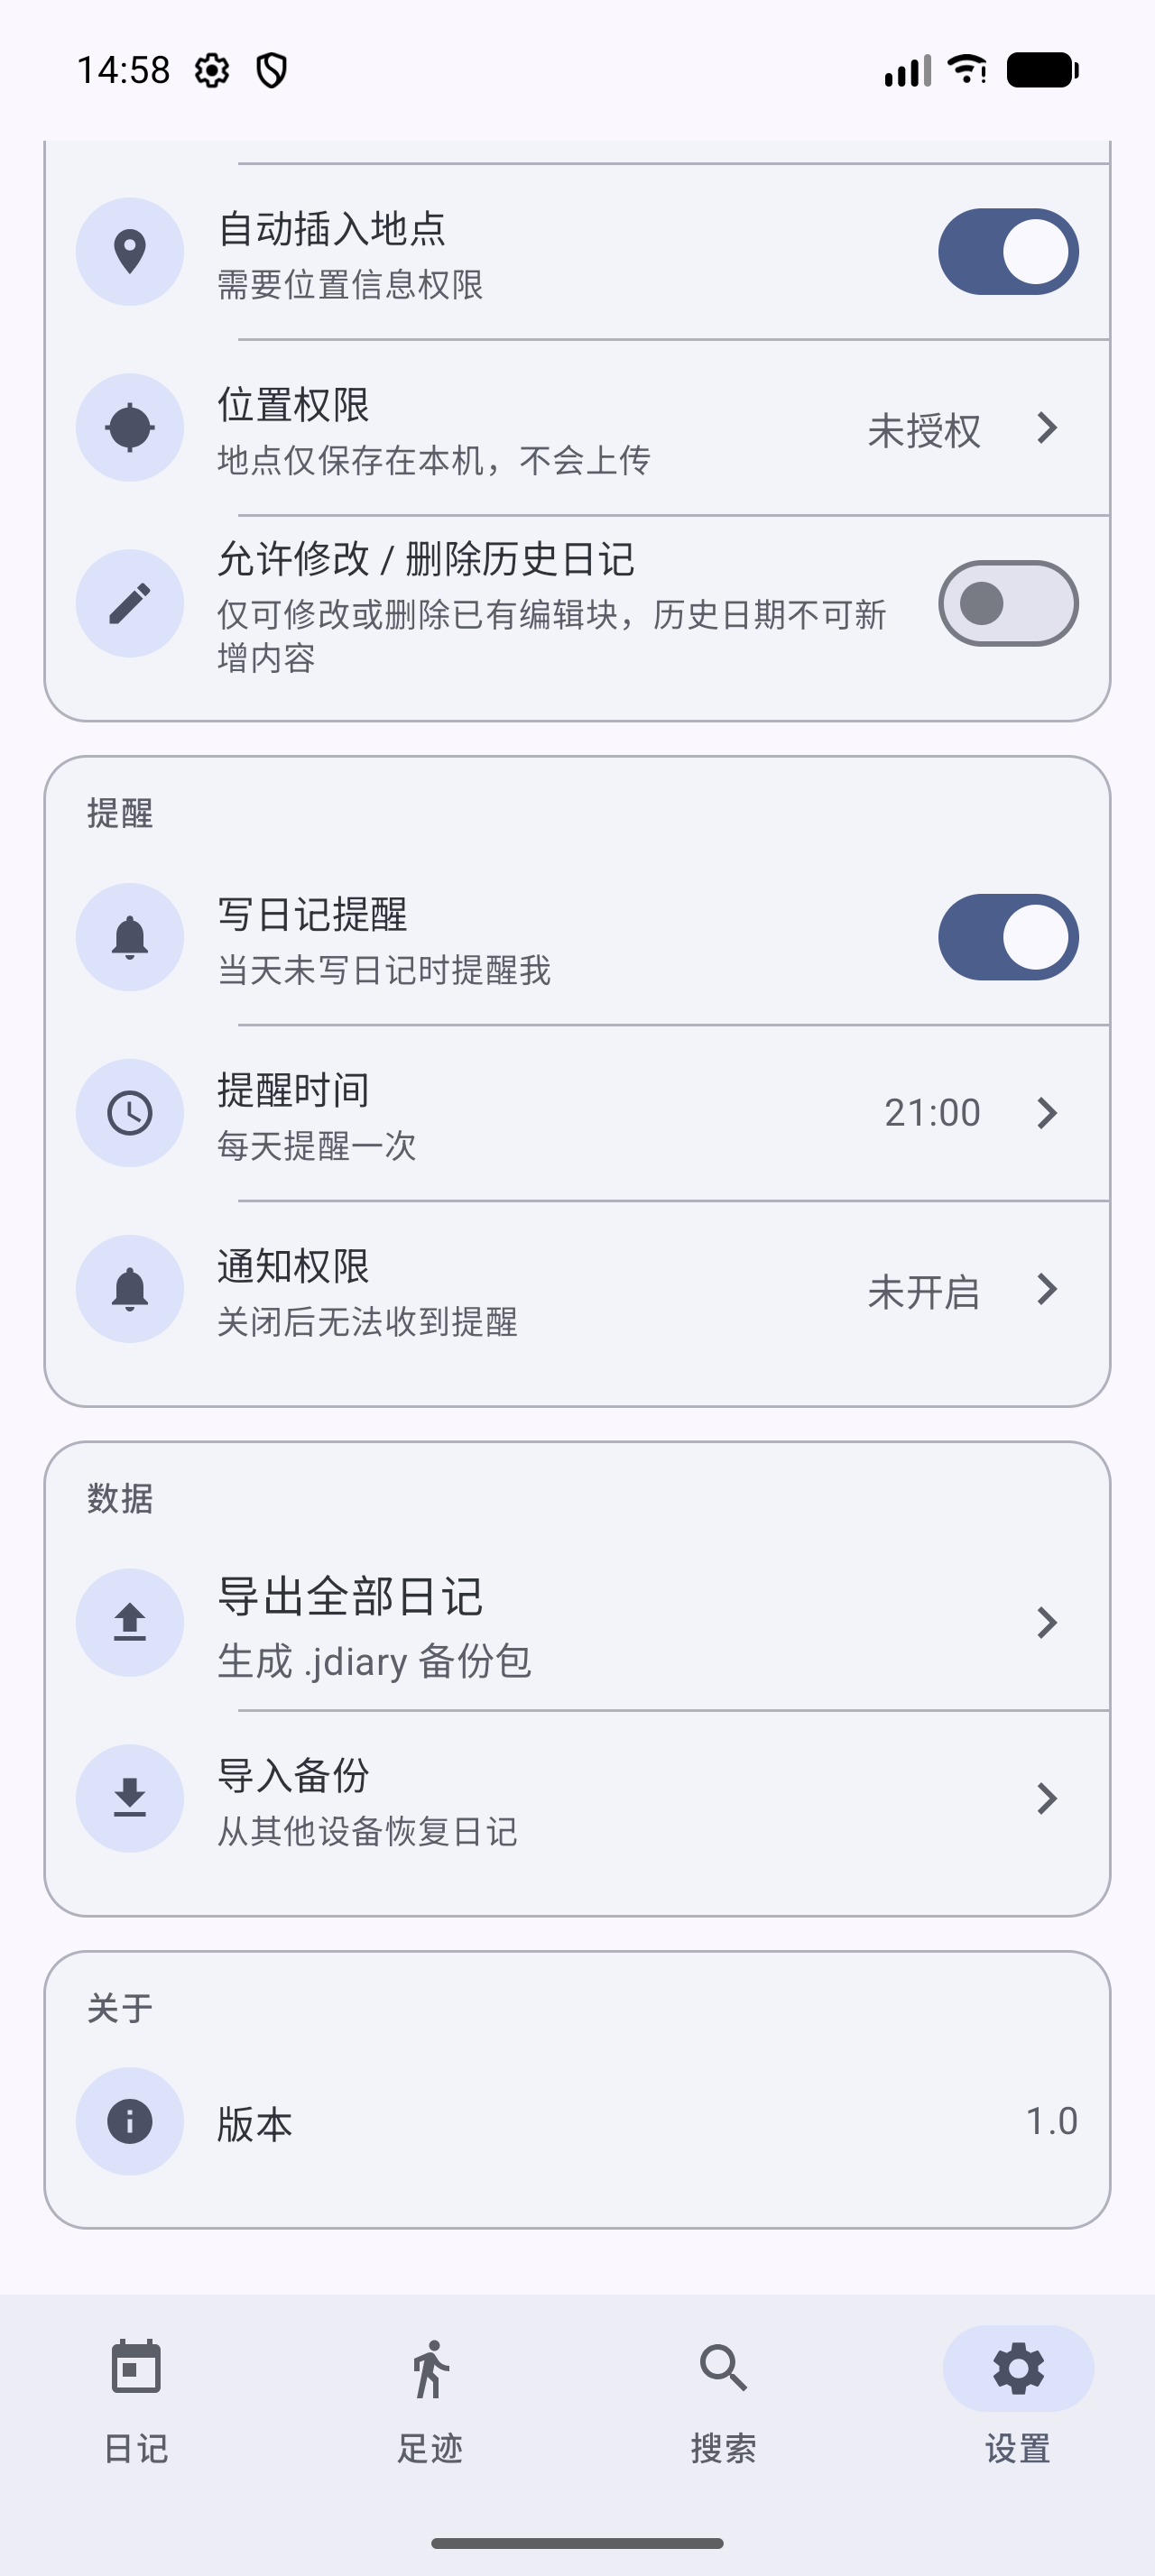 14:58
自动插入地点
需要位置信息权限
位置权限
地点仅保存在本机，不会上传
未授权
允许修改 / 删除历史日记
仅可修改或删除已有编辑块，历史日期不可新
增内容
提醒
写日记提醒
当天未写日记时提醒我
提醒时间
每天提醒一次
21:00
通知权限
关闭后无法收到提醒
未开启
数据
导出全部日记
生成 .jdiary 备份包
导入备份
从其他设备恢复日记
关于
版本
1.0
日记
足迹
搜索
设置